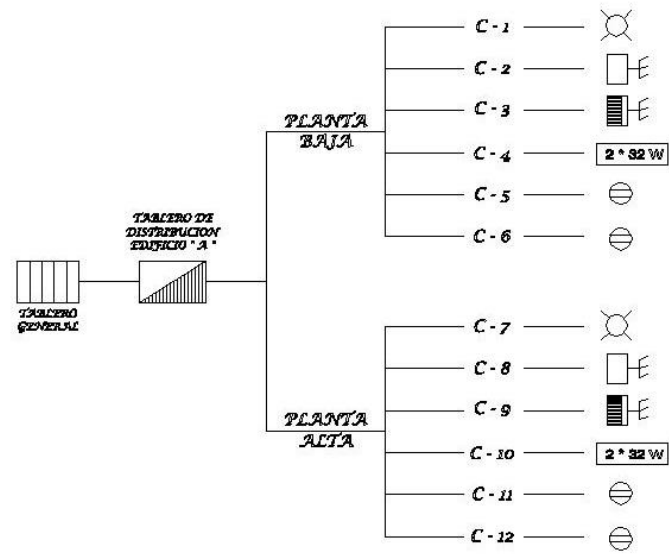 TABLERO
GENERAL
TABLERO DE
DISTRIBUCION
EDIFICIO " A "
PLANTA
BAJA
C - 1
C - 2
C - 3
C - 4
2 * 32 W
C - 5
C - 6
PLANTA
ALTA
C - 7
C - 8
C - 9
C - 10
2 * 32 W
C - 11
C - 12